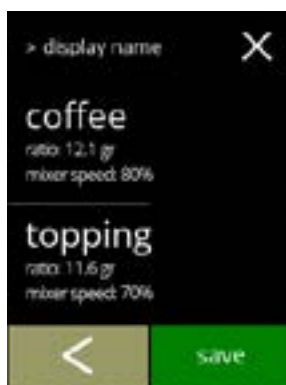 > display name
coffee
ratio: 12.1 gr
mixer speed: 80%
topping
ratio: 11.6 gr
mixer speed: 70%
save